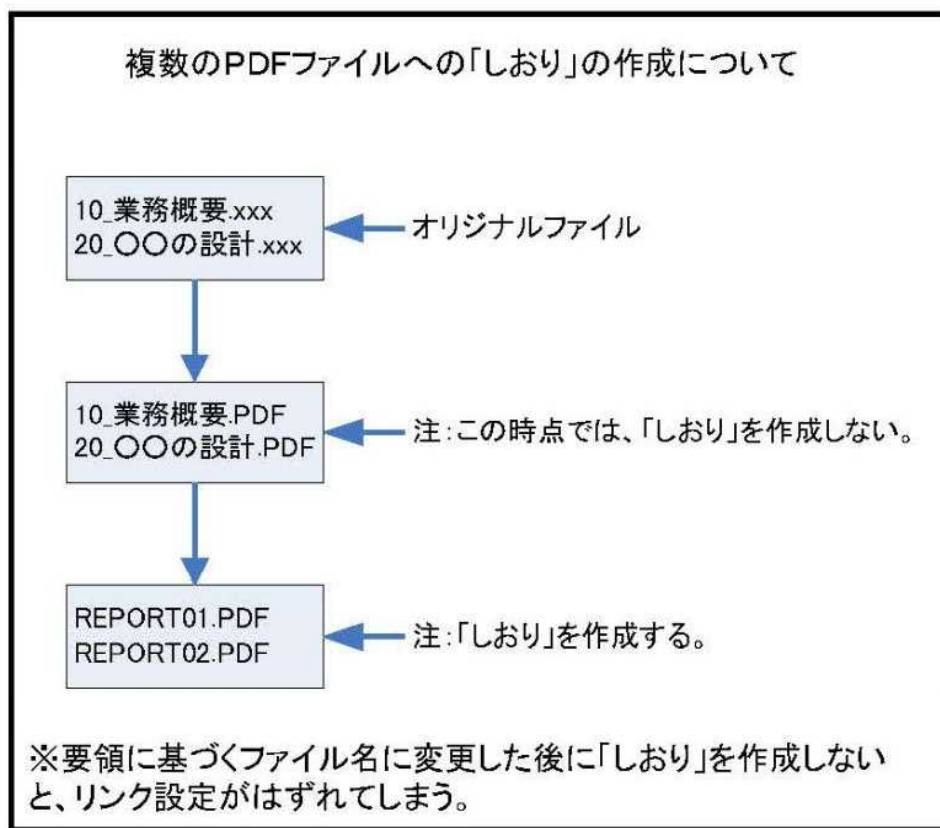 複数のPDFファイルへの「しおり」の作成について
10_業務概要.xxx
20_〇〇の設計.xxx
オリジナルファイル
10_業務概要.PDF
20_〇〇の設計.PDF
注:この時点では、「しおり」を作成しない。
REPORT01.PDF
REPORT02.PDF
注:「しおり」を作成する。
※要領に基づくファイル名に変更した後に「しおり」を作成しない
と、リンク設定がはずれてしまう。